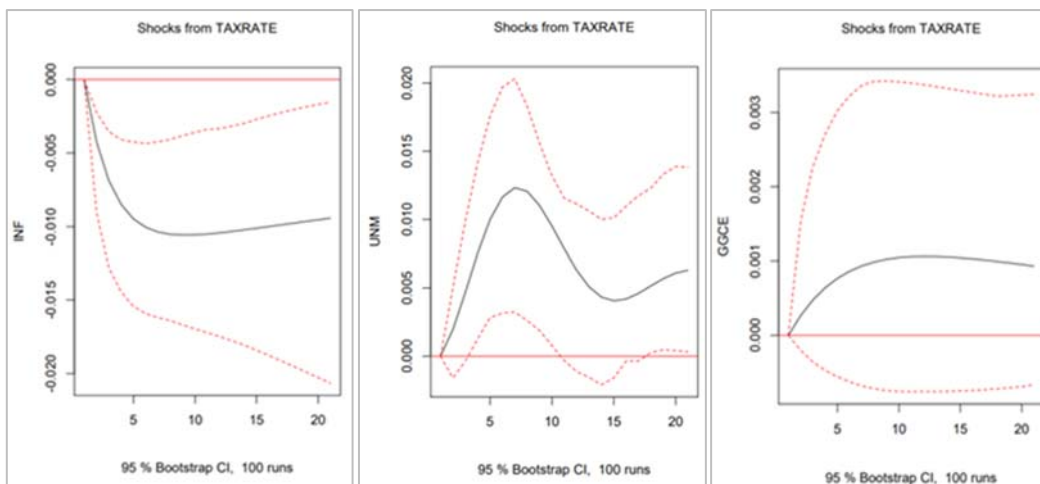 Shocks from TAXRATE
INF
0.000
-0.005
-0.010
-0.015
-0.020
5 10 15 20
95 % Bootstrap CI, 100 runs
Shocks from TAXRATE
UNM
0.020
0.015
0.010
0.005
0.000
5 10 15 20
95 % Bootstrap CI, 100 runs
Shocks from TAXRATE
GGCE
0.003
0.002
0.001
0.000
5 10 15 20
95 % Bootstrap CI, 100 runs